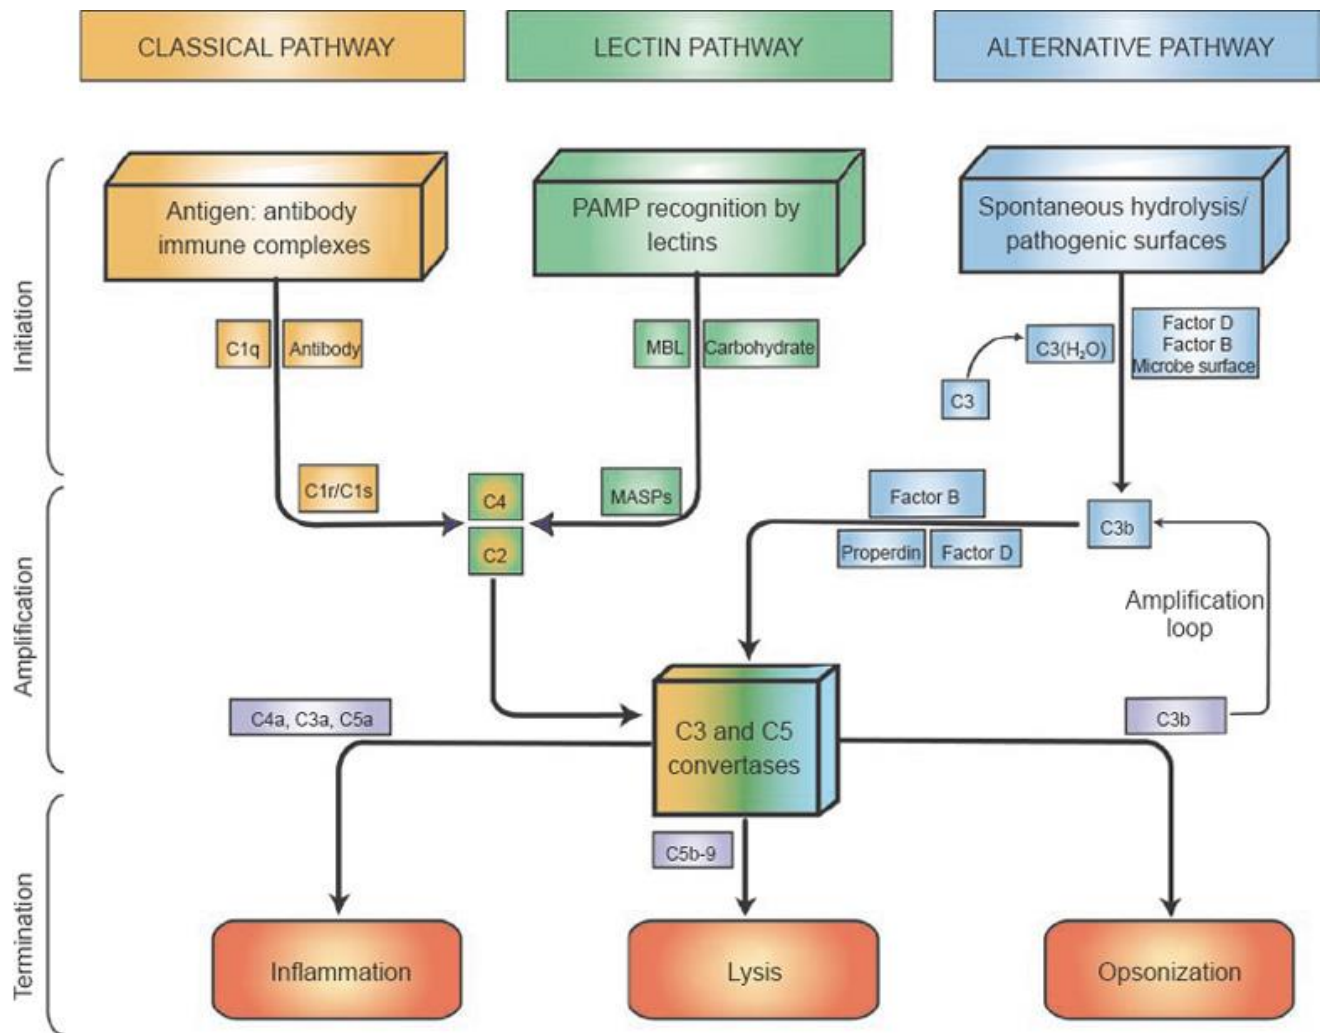 CLASSICAL PATHWAY
LECTIN PATHWAY
ALTERNATIVE PATHWAY
Initiation
Antigen: antibody
immune complexes
PAMP recognition by
lectins
Spontaneous hydrolysis/
pathogenic surfaces
C1q
Antibody
MBL
Carbohydrate
C3(H₂O)
Factor D
Factor B
Microbe surface
C3
C1r/C1s
C4
C2
MASPs
Amplification
Factor B
Properdin
Factor D
C3b
Amplification
loop
C4a, C3a, C5a
C3 and C5
convertases
C3b
Termination
C5b-9
Inflammation
Lysis
Opsonization